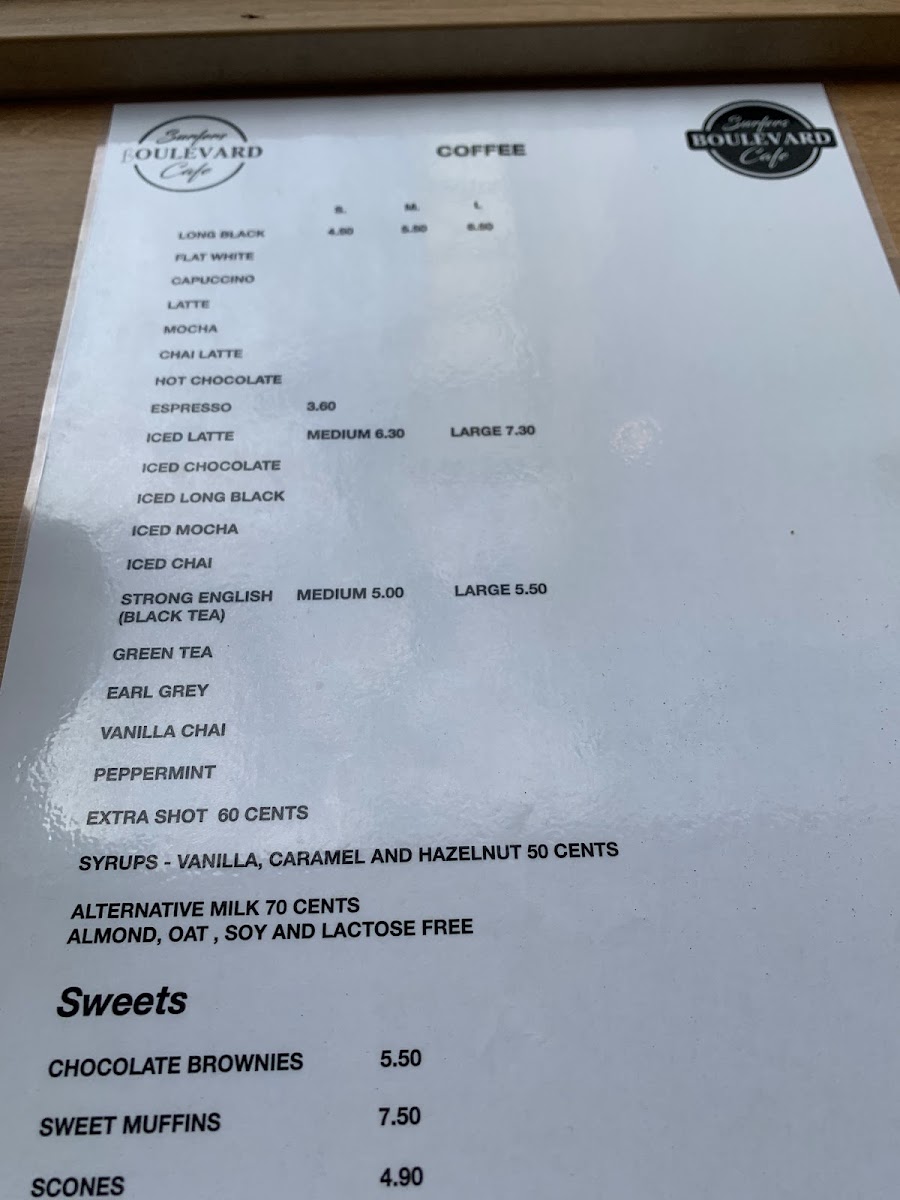 Surfers
BOULEVARD
Cafe
COFFEE
Surfers
BOULEVARD
Cafe
S. M. L
LONG BLACK 4.60 5.60 6.60
FLAT WHITE
CAPUCCINO
LATTE
MOCHA
CHAI LATTE
HOT CHOCOLATE
ESPRESSO 3.60
ICED LATTE MEDIUM 6.30 LARGE 7.30
ICED CHOCOLATE
ICED LONG BLACK
ICED MOCHA
ICED CHAI
STRONG ENGLISH MEDIUM 5.00 LARGE 5.50
(BLACK TEA)
GREEN TEA
EARL GREY
VANILLA CHAI
PEPPERMINT
EXTRA SHOT 60 CENTS
SYRUPS - VANILLA, CARAMEL AND HAZELNUT 50 CENTS
ALTERNATIVE MILK 70 CENTS
ALMOND, OAT , SOY AND LACTOSE FREE
Sweets
CHOCOLATE BROWNIES 5.50
SWEET MUFFINS 7.50
SCONES 4.90